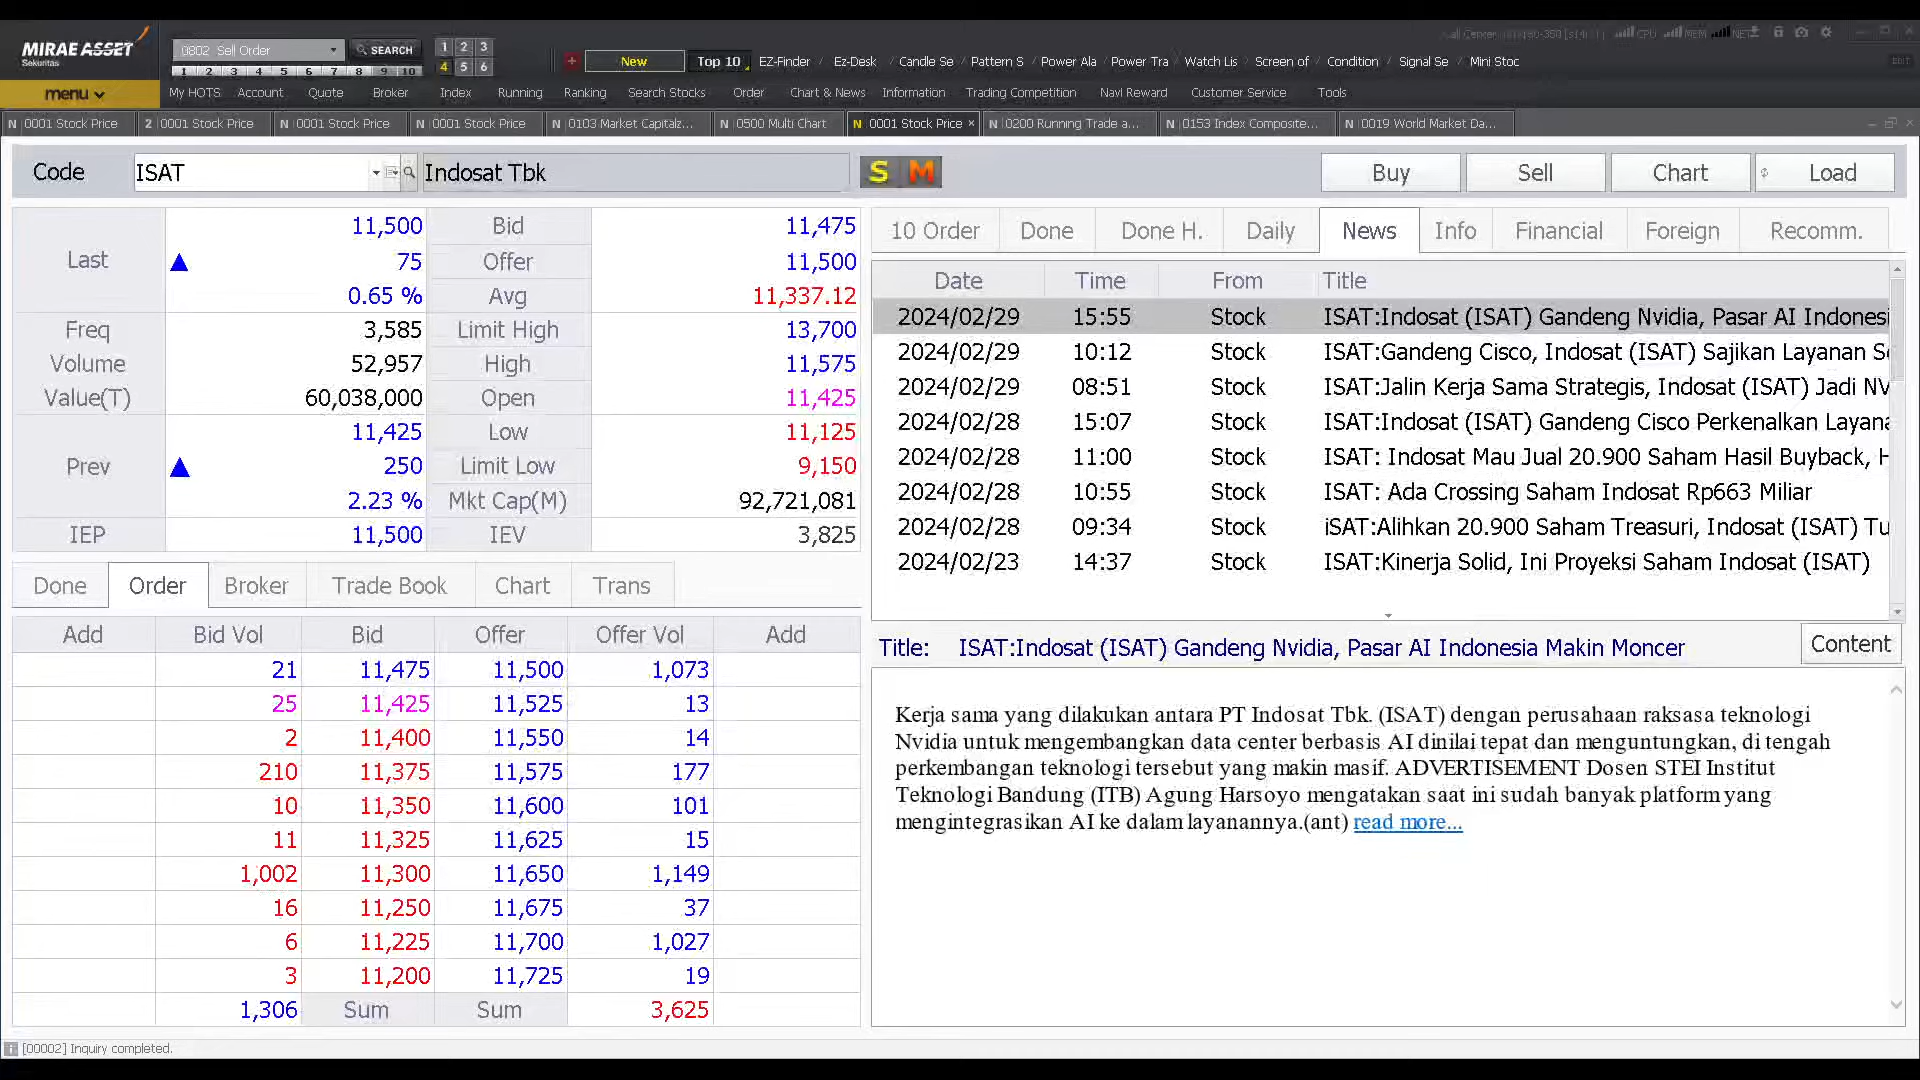 MIRAE ASSET
Sekuritas
menu
0802 Sell Order
SEARCH
1 2 3 4 5 6 7 8 9 10
1 2 3
4 5 6
New
Top 10
EZ-Finder / Ez-Desk / Candle Se / Pattern S / Power Ala / Power Tra / Watch Lis / Screen of / Condition / Signal Se / Mini Stoc
My HOTS Account Quote Broker Index Running Ranking Search Stocks Order Chart & News Information Trading Competition Navi Reward Customer Service Tools
N 0001 Stock Price 2 0001 Stock Price N 0001 Stock Price N 0001 Stock Price N 0103 Market Capitalz... N 0500 Multi Chart N 0001 Stock Price × N 0200 Running Trade a... N 0153 Index Composite... N 0019 World Market Da...
Code ISAT Indosat Tbk S M Buy Sell Chart Load
Last 11,500 Bid 11,475
▲ 75 Offer 11,500
0.65 % Avg 11,337.12
Freq 3,585 Limit High 13,700
Volume 52,957 High 11,575
Value(T) 60,038,000 Open 11,425
Prev 11,425 Low 11,125
▲ 250 Limit Low 9,150
2.23 % Mkt Cap(M) 92,721,081
IEP 11,500 IEV 3,825
Done Order Broker Trade Book Chart Trans
Add Bid Vol Bid Offer Offer Vol Add
21 11,475 11,500 1,073
25 11,425 11,525 13
2 11,400 11,550 14
210 11,375 11,575 177
10 11,350 11,600 101
11 11,325 11,625 15
1,002 11,300 11,650 1,149
16 11,250 11,675 37
6 11,225 11,700 1,027
3 11,200 11,725 19
1,306 Sum Sum 3,625
10 Order Done Done H. Daily News Info Financial Foreign Recomm.
Date Time From Title
2024/02/29 15:55 Stock ISAT:Indosat (ISAT) Gandeng Nvidia, Pasar AI Indonesi
2024/02/29 10:12 Stock ISAT:Gandeng Cisco, Indosat (ISAT) Sajikan Layanan S
2024/02/29 08:51 Stock ISAT:Jalin Kerja Sama Strategis, Indosat (ISAT) Jadi NV
2024/02/28 15:07 Stock ISAT:Indosat (ISAT) Gandeng Cisco Perkenalkan Layan
2024/02/28 11:00 Stock ISAT: Indosat Mau Jual 20.900 Saham Hasil Buyback, H
2024/02/28 10:55 Stock ISAT: Ada Crossing Saham Indosat Rp663 Miliar
2024/02/28 09:34 Stock iSAT:Alihkan 20.900 Saham Treasuri, Indosat (ISAT) Tu
2024/02/23 14:37 Stock ISAT:Kinerja Solid, Ini Proyeksi Saham Indosat (ISAT)
Title: ISAT:Indosat (ISAT) Gandeng Nvidia, Pasar AI Indonesia Makin Moncer Content
Kerja sama yang dilakukan antara PT Indosat Tbk. (ISAT) dengan perusahaan raksasa teknologi
Nvidia untuk mengembangkan data center berbasis AI dinilai tepat dan menguntungkan, di tengah
perkembangan teknologi tersebut yang makin masif. ADVERTISEMENT Dosen STEI Institut
Teknologi Bandung (ITB) Agung Harsoyo mengatakan saat ini sudah banyak platform yang
mengintegrasikan AI ke dalam layanannya.(ant) read more...
[00002] Inquiry completed.